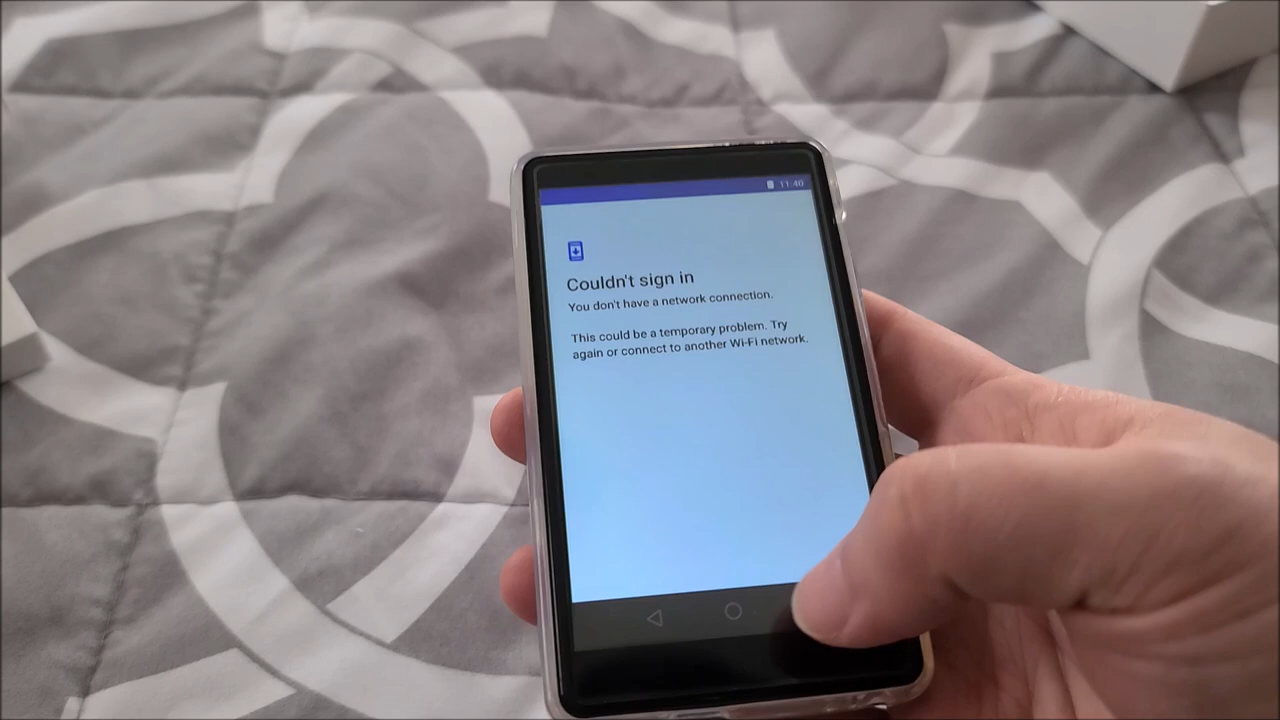 11:40
Couldn't sign in
You don't have a network connection.
This could be a temporary problem. Try
again or connect to another Wi-Fi network.